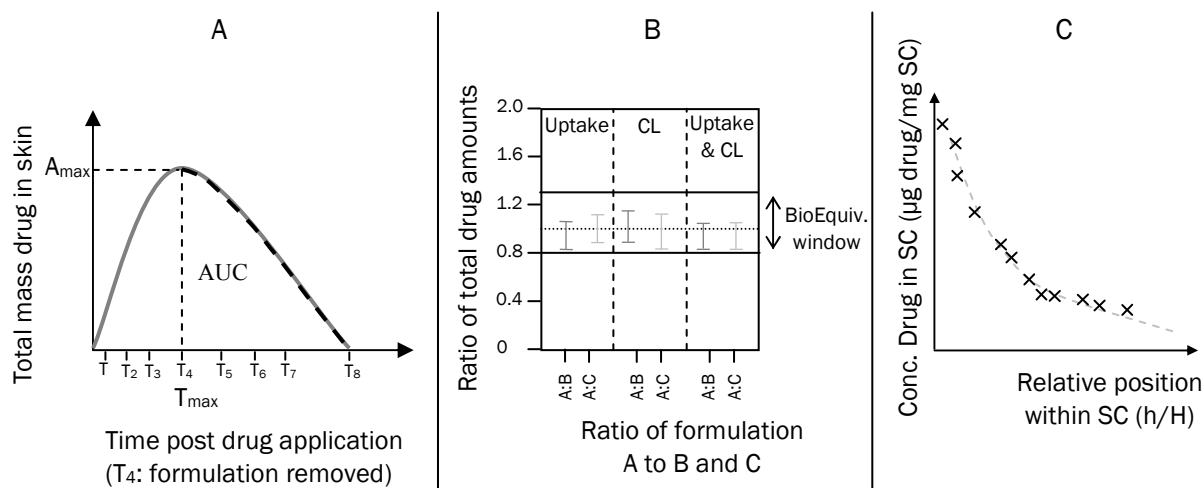 A
Total mass drug in skin
Amax
AUC
T T2 T3 T4 T5 T6 T7 T8
Tmax
Time post drug application
(T4: formulation removed)
B
Ratio of total drug amounts
2.0
1.6
1.2
0.8
0.4
0
Uptake
CL
Uptake
& CL
BioEquiv.
window
A:B
A:C
A:B
A:C
A:B
A:C
Ratio of formulation
A to B and C
C
Conc. Drug in SC (µg drug/mg SC)
Relative position
within SC (h/H)